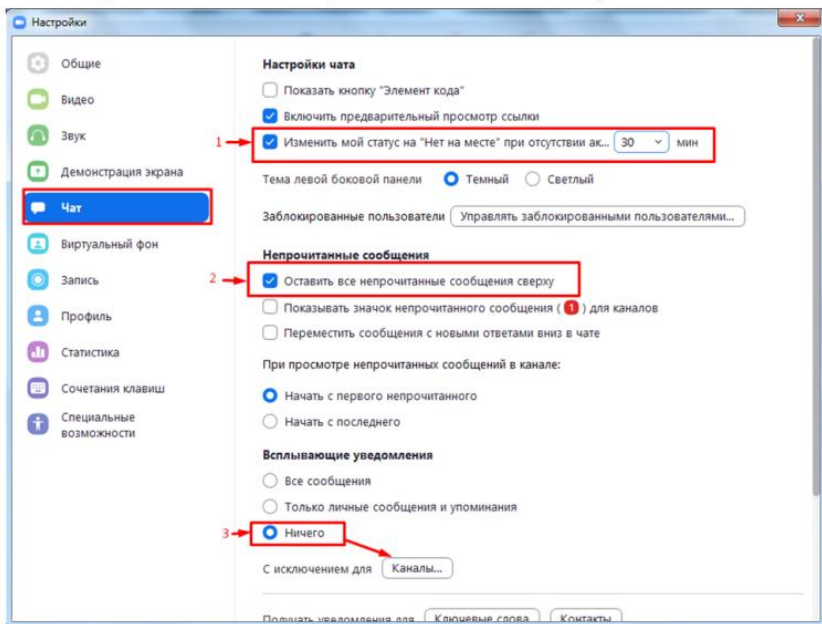 Настройки
Общие
Видео
Звук
Демонстрация экрана
Чат
Виртуальный фон
Запись
Профиль
Статистика
Сочетания клавиш
Специальные
возможности
Настройки чата
Показать кнопку "Элемент кода"
Включить предварительный просмотр ссылки
1 Изменить мой статус на "Нет на месте" при отсутствии ак... 30 мин
Тема левой боковой панели Темный Светлый
Заблокированные пользователи Управлять заблокированными пользователями...
Непрочитанные сообщения
2 Оставить все непрочитанные сообщения сверху
Показывать значок непрочитанного сообщения ( 1 ) для каналов
Переместить сообщения с новыми ответами вниз в чате
При просмотре непрочитанных сообщений в канале:
Начать с первого непрочитанного
Начать с последнего
Всплывающие уведомления
Все сообщения
Только личные сообщения и упоминания
3 Ничего
С исключением для Каналы...
Получать уведомления для Ключевые слова Контакты